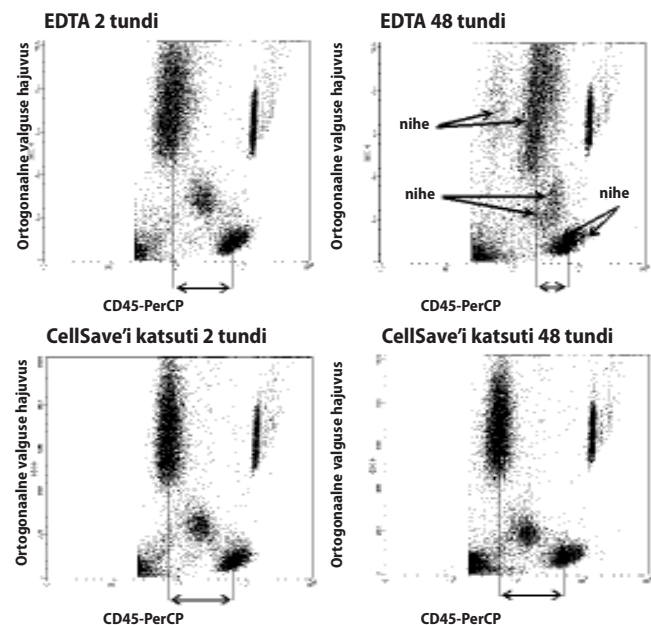 EDTA 2 tundi
Ortogonaalne valguse hajuvus
CD45-PerCP
EDTA 48 tundi
Ortogonaalne valguse hajuvus
nihe
nihe
nihe
CD45-PerCP
CellSave'i katsuti 2 tundi
Ortogonaalne valguse hajuvus
CD45-PerCP
CellSave'i katsuti 48 tundi
Ortogonaalne valguse hajuvus
CD45-PerCP